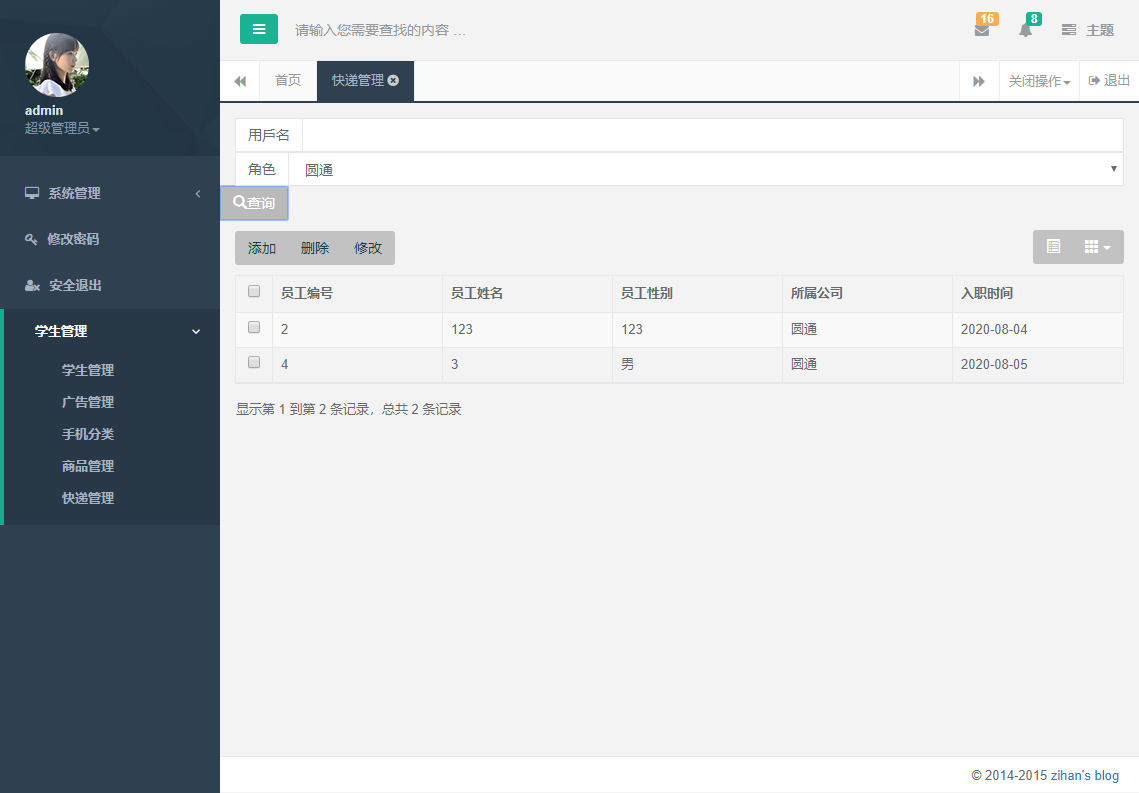 admin
超级管理员
系统管理
修改密码
安全退出
学生管理
学生管理
广告管理
手机分类
商品管理
快递管理
请输入您需要查找的内容 …
16
8
主题
首页
快递管理
关闭操作
退出
用戶名
角色
圆通
查询
添加 删除 修改
员工编号 员工姓名 员工性别 所属公司 入职时间
2 123 123 圆通 2020-08-04
4 3 男 圆通 2020-08-05
显示第 1 到第 2 条记录，总共 2 条记录
© 2014-2015 zihan's blog